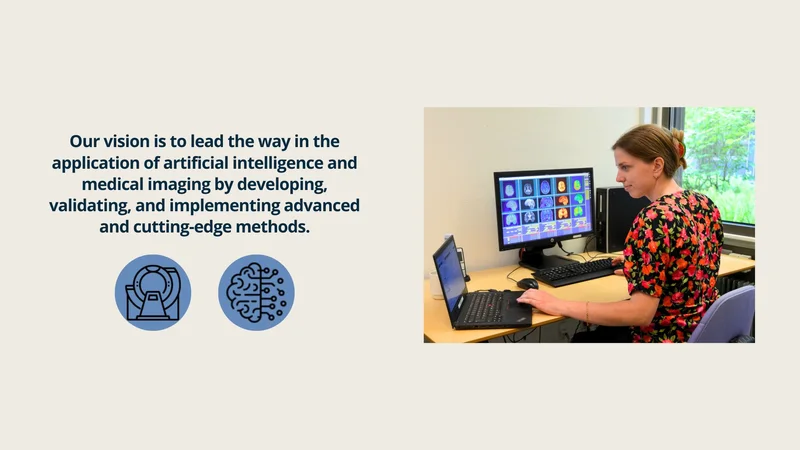 Our vision is to lead the way in the
application of artificial intelligence and
medical imaging by developing,
validating, and implementing advanced
and cutting-edge methods.